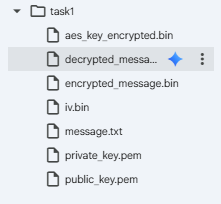 task1
aes_key_encrypted.bin
decrypted_messa...
encrypted_message.bin
iv.bin
message.txt
private_key.pem
public_key.pem